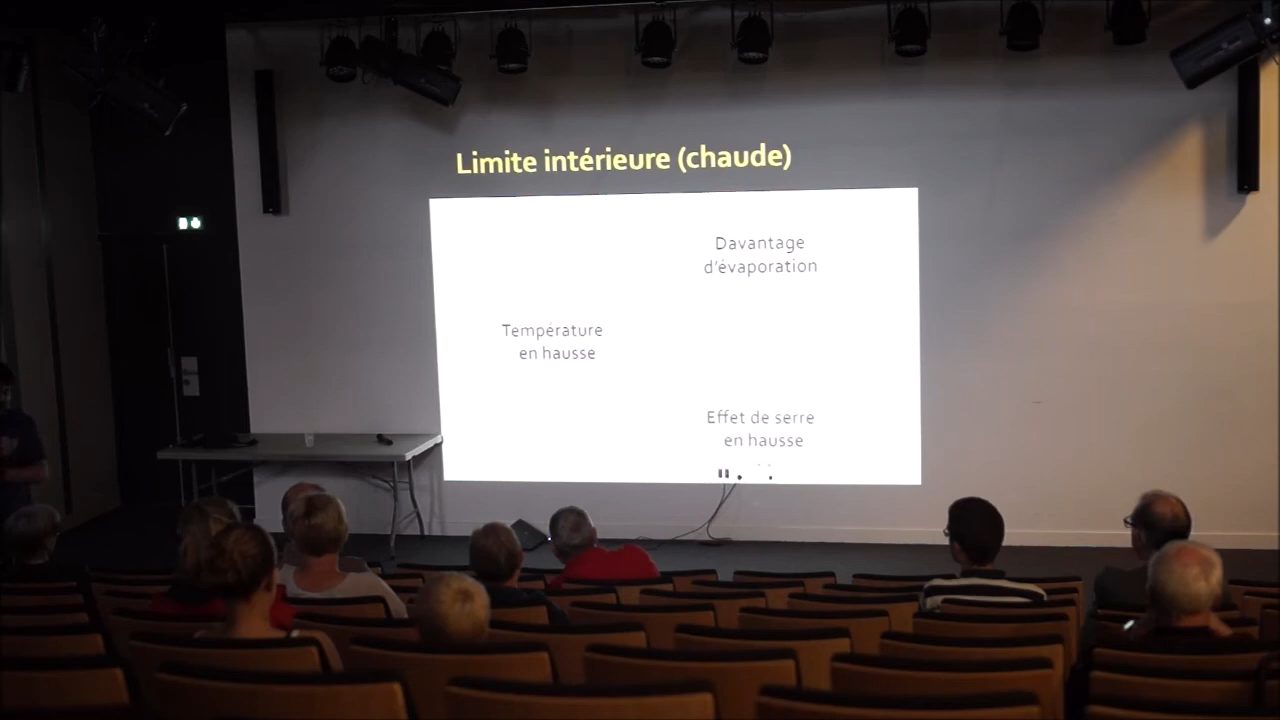 Limite intérieure (chaude)
Davantage
d'évaporation
Température
en hausse
Effet de serre
en hausse